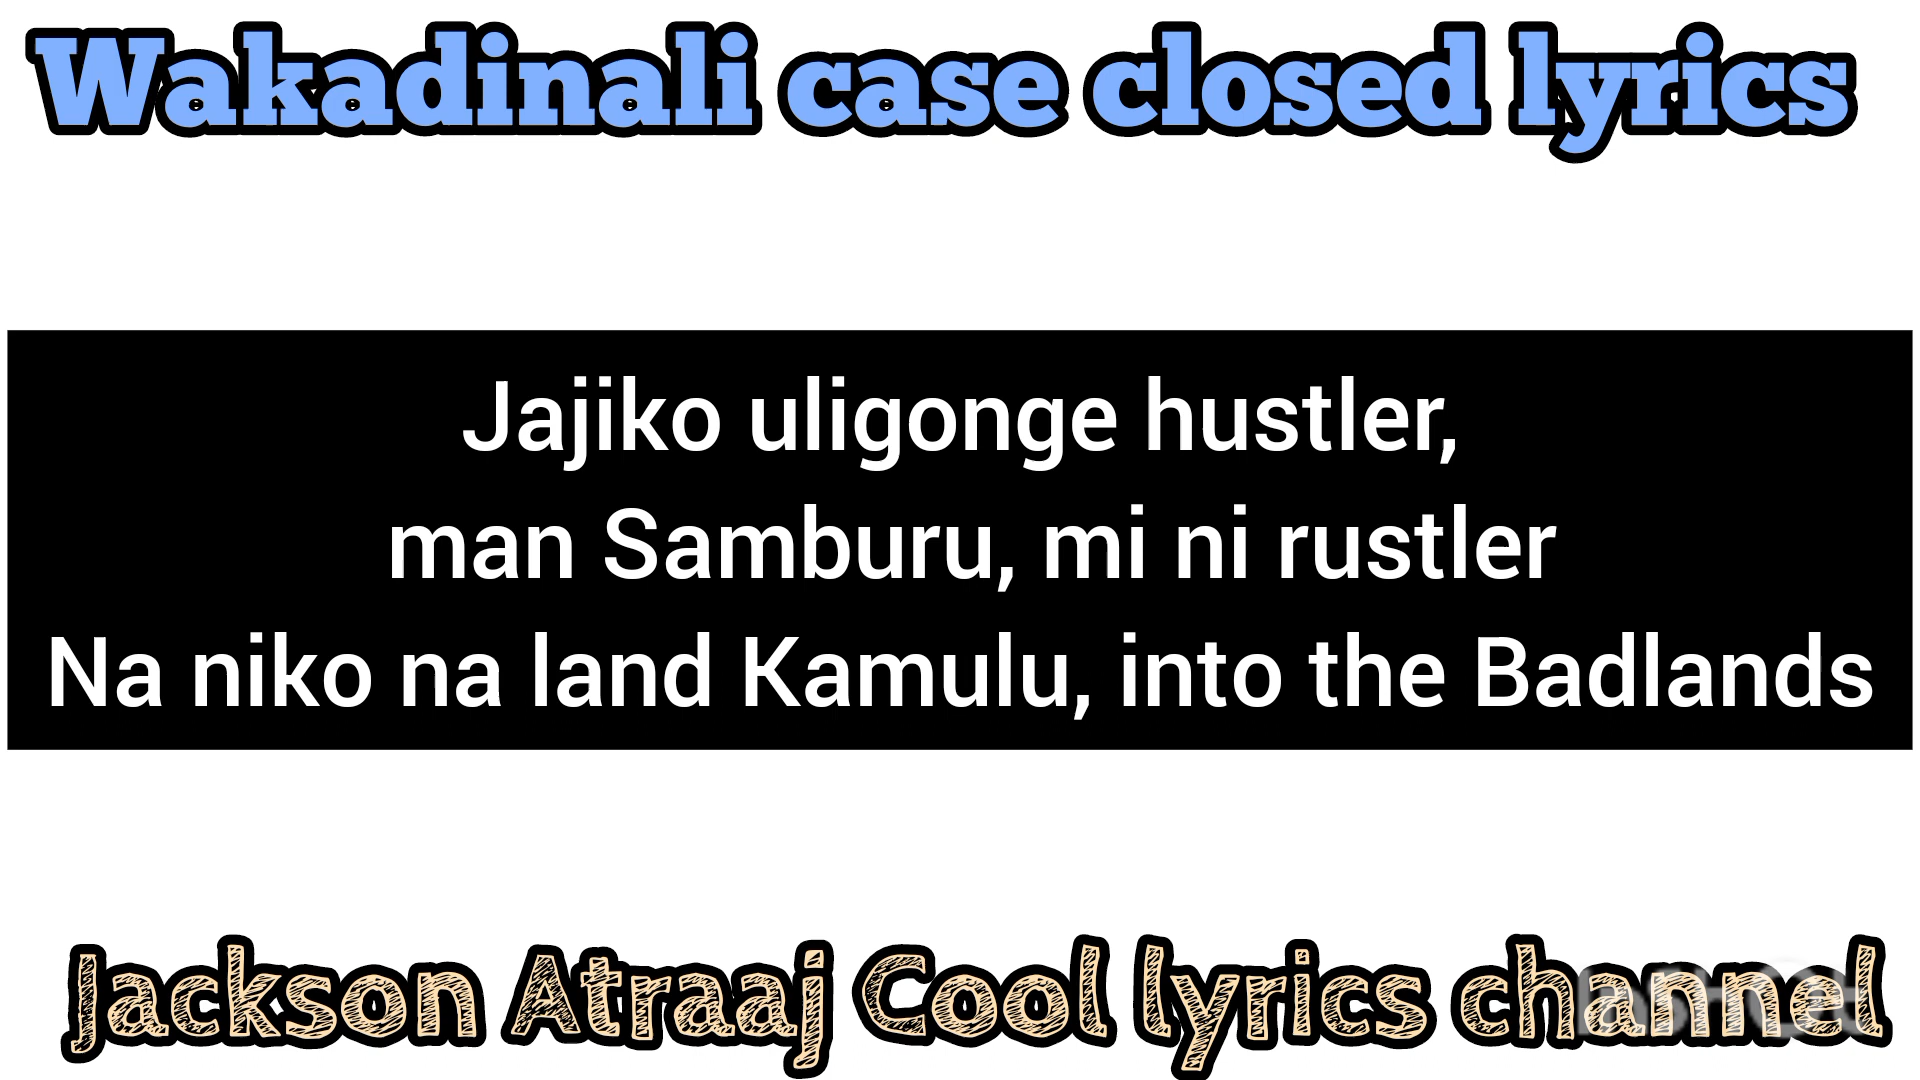 Wakadinali case closed lyrics
Jajiko uligonge hustler,
man Samburu, mi ni rustler
Na niko na land Kamulu, into the Badlands
Jackson Atraaj Cool lyrics channel